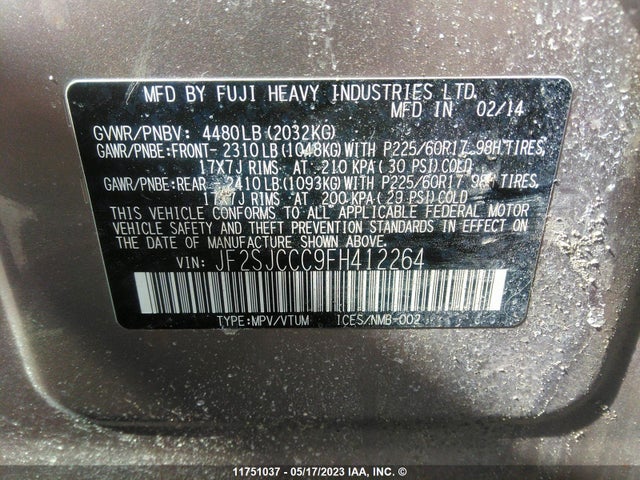 MFD BY FUJI HEAVY INDUSTRIES LTD.
MFD IN 02/14
GVWR/PNBV: 4480LB(2032KG)
GAWR/PNBE:FRONT-2310LB(1048KG)WITH P225/60R17 98H TIRES,
17X7J RIMS AT 210 KPA(30 PSI)COLD
GAWR/PNBE:REAR -2410LB(1093KG)WITH P225/60R17 98H TIRES,
17X7J RIMS AT 200 KPA(29 PSI)COLD
THIS VEHICLE CONFORMS TO ALL APPLICABLE FEDERAL MOTOR
VEHICLE SAFETY AND THEFT PREVENTION STANDARDS IN EFFECT
ON THE DATE OF MANUFACTURE SHOWN ABOVE.
VIN: JF2SJCCC9FH412264
TYPE:MPV/VTUM ICES/NMB-002
11751037 - 05/17/2023 IAA, INC. ©